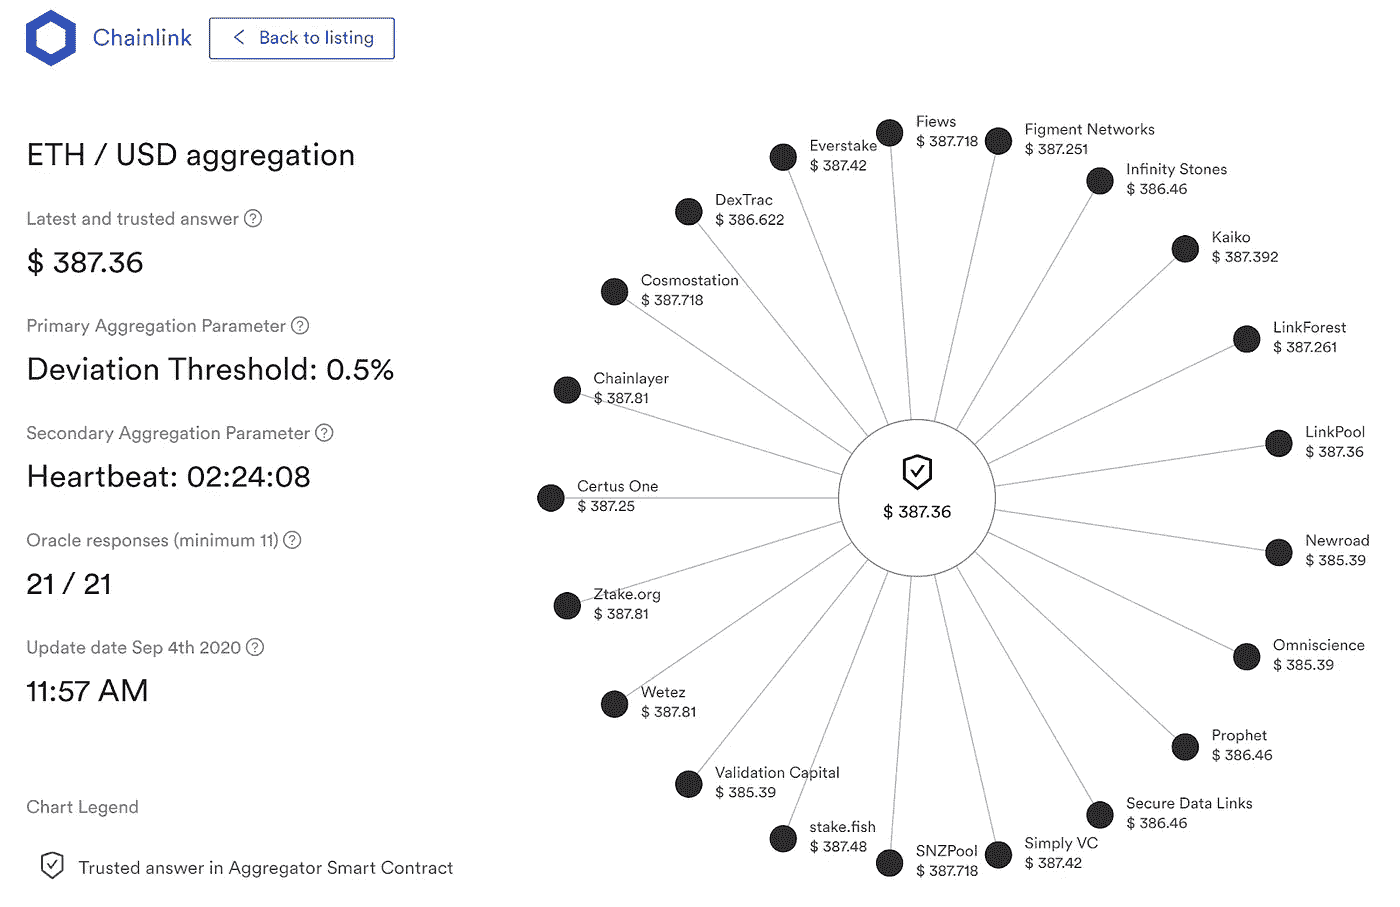 Chainlink
Back to listing
ETH / USD aggregation
Latest and trusted answer ?
$ 387.36
Primary Aggregation Parameter ?
Deviation Threshold: 0.5%
Secondary Aggregation Parameter ?
Heartbeat: 02:24:08
Oracle responses (minimum 11) ?
21 / 21
Update date Sep 4th 2020 ?
11:57 AM
Chart Legend
Trusted answer in Aggregator Smart Contract
Fiews
$ 387.718
Figment Networks
$ 387.251
Infinity Stones
$ 386.46
Kaiko
$ 387.392
LinkForest
$ 387.261
LinkPool
$ 387.36
Newroad
$ 385.39
Omniscience
$ 385.39
Prophet
$ 386.46
Secure Data Links
$ 386.46
Simply VC
$ 387.42
SNZPool
$ 387.718
stake.fish
$ 387.48
Validation Capital
$ 385.39
Wetez
$ 387.81
Ztake.org
$ 387.81
Certus One
$ 387.25
Chainlayer
$ 387.81
Cosmostation
$ 387.718
DexTrac
$ 386.622
Everstake
$ 387.42
$ 387.36